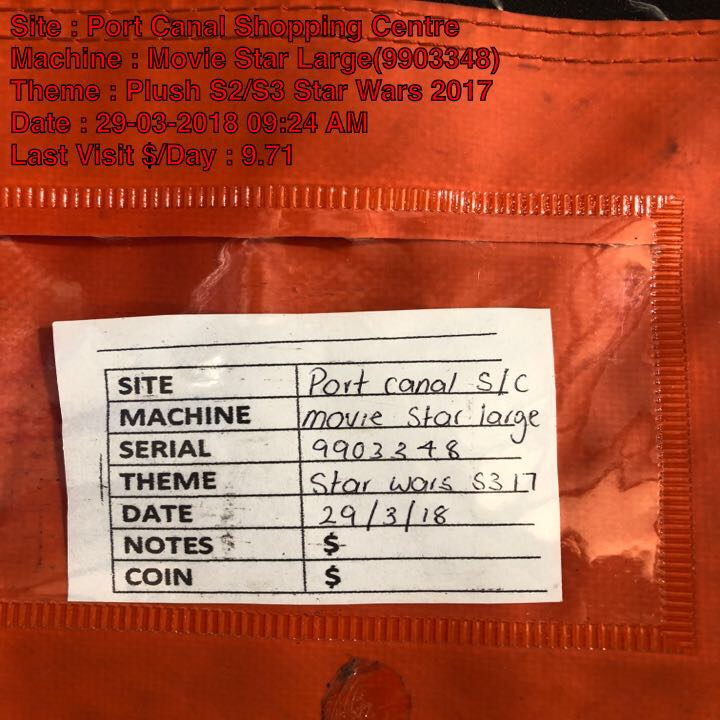 Site : Port Canal Shopping Centre
Machine : Movie Star Large(9903348)
Theme : Plush S2/S3 Star Wars 2017
Date : 29-03-2018 09:24 AM
Last Visit $/Day : 9.71
SITE Port canal S/C
MACHINE movie Star large
SERIAL 9903348
THEME Star wars S3 17
DATE 29/3/18
NOTES $
COIN $